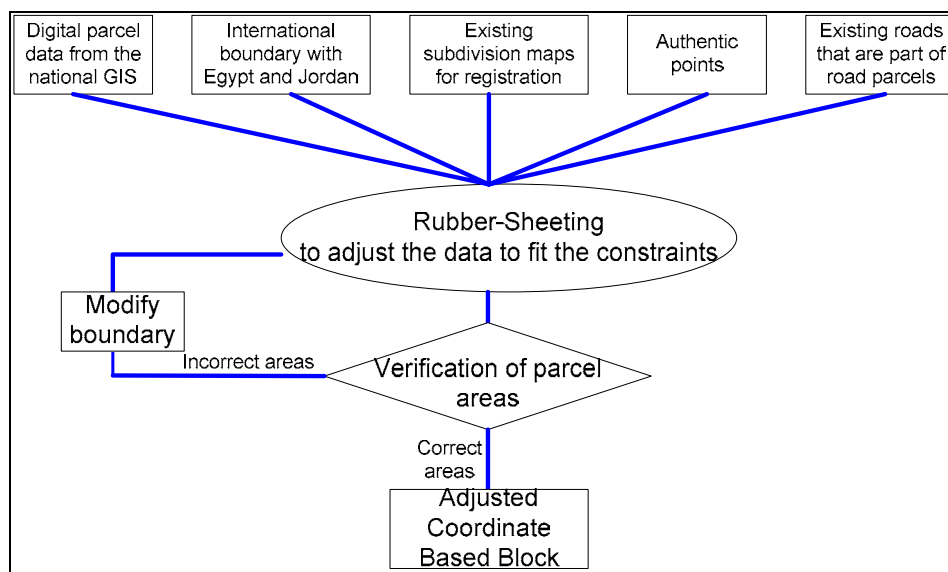 Digital parcel
data from the
national GIS
International
boundary with
Egypt and Jordan
Existing
subdivision maps
for registration
Authentic
points
Existing roads
that are part of
road parcels
Rubber-Sheeting
to adjust the data to fit the constraints
Modify
boundary
Incorrect areas
Verification of parcel
areas
Correct
areas
Adjusted
Coordinate
Based Block